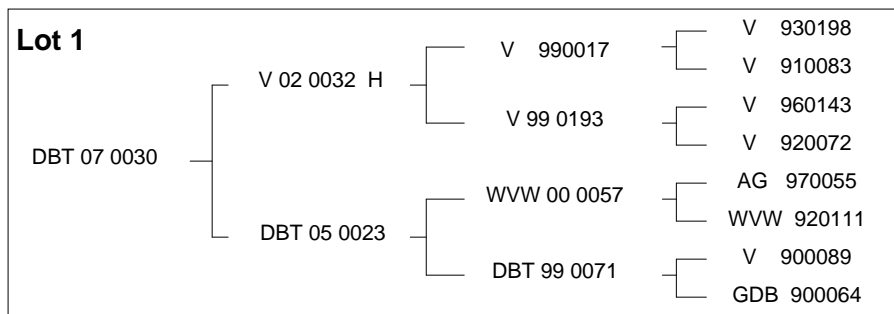 Lot 1
V 930198
V 990017
V 910083
V 02 0032 H
V 960143
V 99 0193
V 920072
DBT 07 0030
AG 970055
WVW 00 0057
WVW 920111
DBT 05 0023
V 900089
DBT 99 0071
GDB 900064